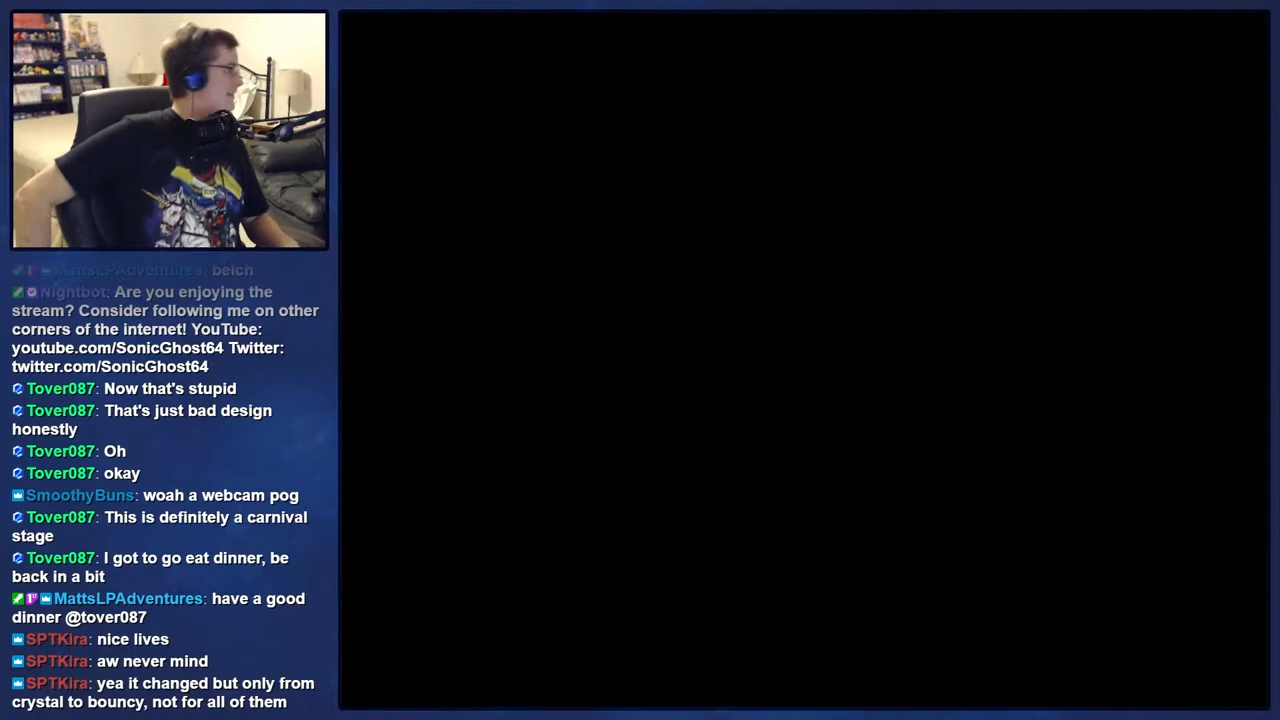 MattsLPAdventures: belch
Nightbot: Are you enjoying the
stream? Consider following me on other
corners of the internet! YouTube:
youtube.com/SonicGhost64 Twitter:
twitter.com/SonicGhost64
Tover087: Now that's stupid
Tover087: That's just bad design
honestly
Tover087: Oh
Tover087: okay
SmoothyBuns: woah a webcam pog
Tover087: This is definitely a carnival
stage
Tover087: I got to go eat dinner, be
back in a bit
MattsLPAdventures: have a good
dinner @tover087
SPTKira: nice lives
SPTKira: aw never mind
SPTKira: yea it changed but only from
crystal to bouncy, not for all of them